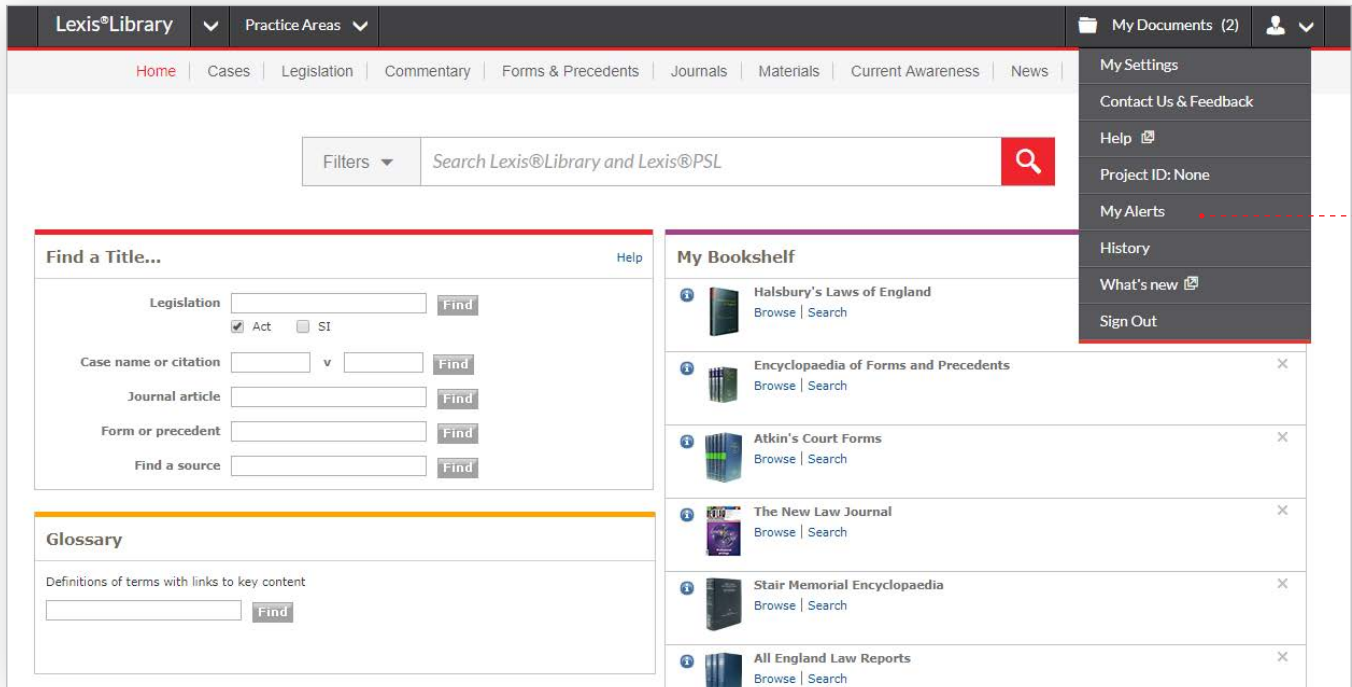 Lexis®Library
Practice Areas
My Documents (2)
Home
Cases
Legislation
Commentary
Forms & Precedents
Journals
Materials
Current Awareness
News
My Settings
Contact Us & Feedback
Help
Project ID: None
My Alerts
History
What's new
Sign Out
Filters
Search Lexis®Library and Lexis®PSL
Find a Title...
Help
Legislation
Find
Act
SI
Case name or citation
v
Find
Journal article
Find
Form or precedent
Find
Find a source
Find
Glossary
Definitions of terms with links to key content
Find
My Bookshelf
Halsbury's Laws of England
Browse | Search
Encyclopaedia of Forms and Precedents
Browse | Search
Atkin's Court Forms
Browse | Search
The New Law Journal
Browse | Search
Stair Memorial Encyclopaedia
Browse | Search
All England Law Reports
Browse | Search